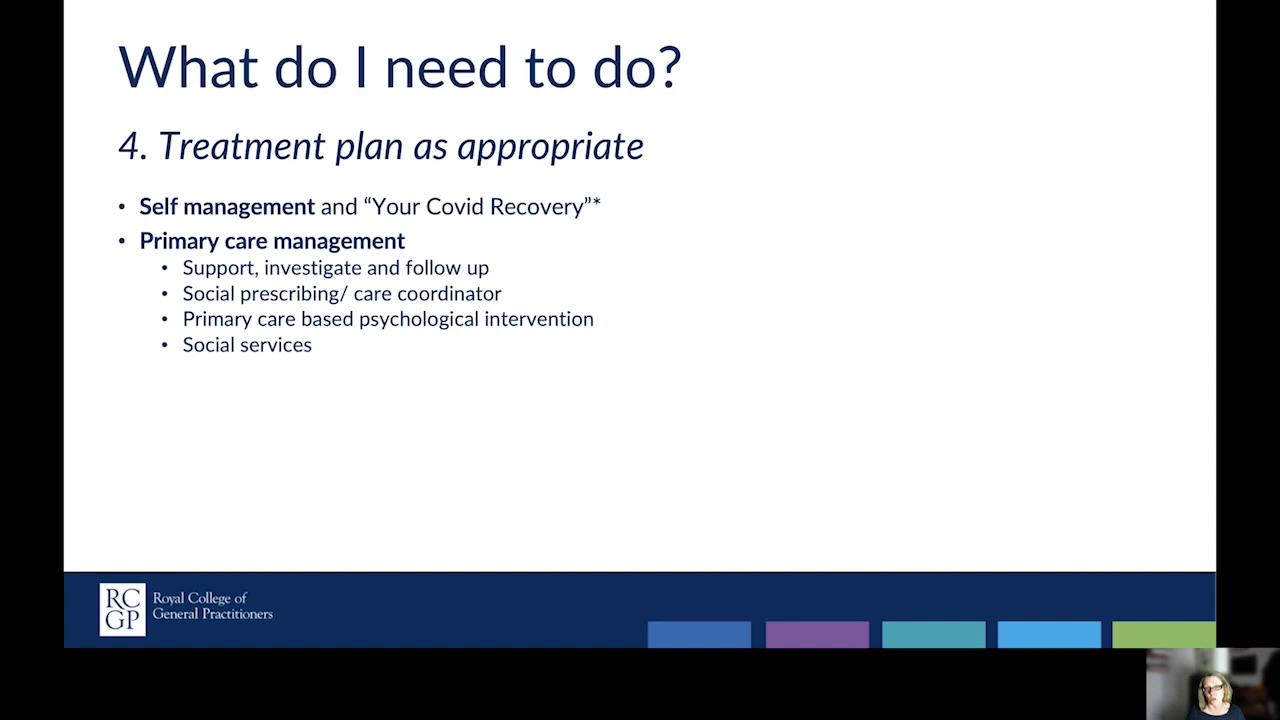 What do I need to do?
4. Treatment plan as appropriate
• Self management and “Your Covid Recovery”*
• Primary care management
• Support, investigate and follow up
• Social prescribing/ care coordinator
• Primary care based psychological intervention
• Social services
RC
GP
Royal College of
General Practitioners